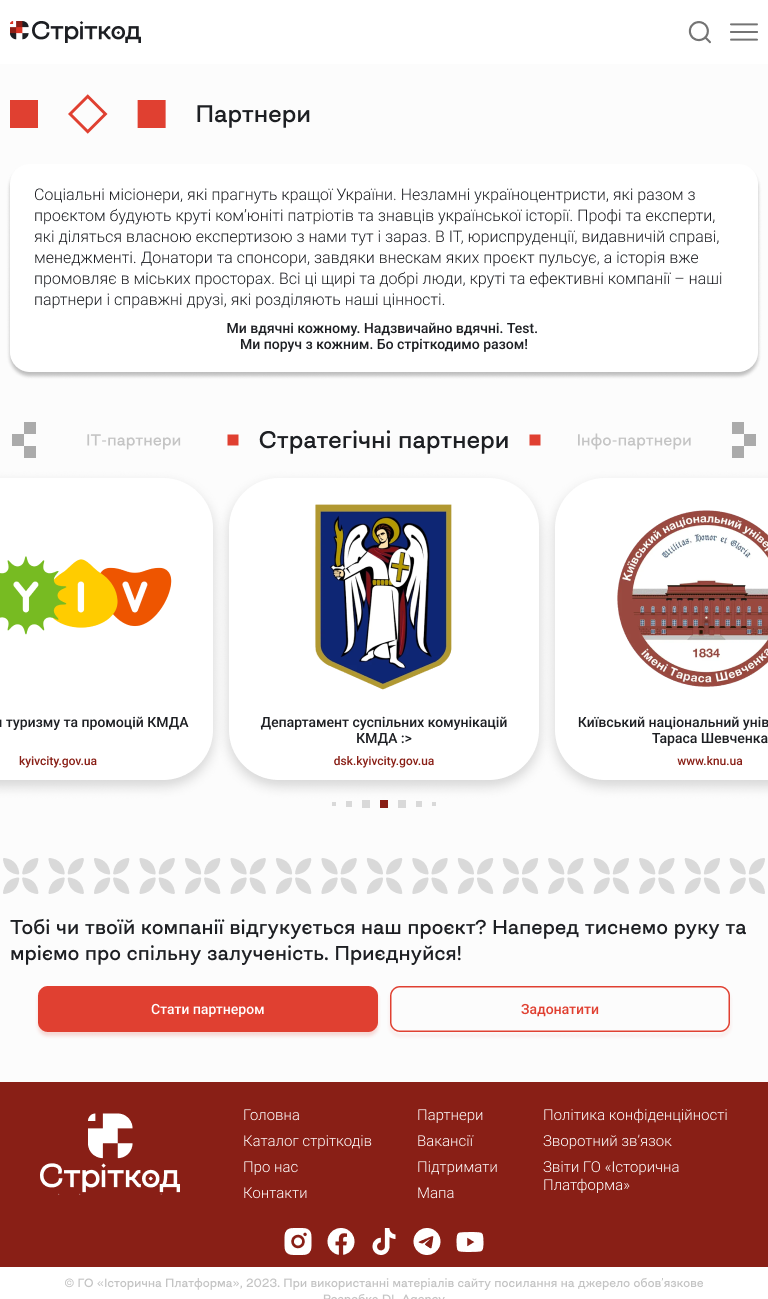 Стріткод
Партнери
Соціальні місіонери, які прагнуть кращої України. Незламні україноцентристи, які разом з
проєктом будують круті ком’юніті патріотів та знавців української історії. Профі та експерти,
які діляться власною експертизою з нами тут і зараз. В ІТ, юриспруденції, видавничій справі,
менеджменті. Донатори та спонсори, завдяки внескам яких проєкт пульсує, а історія вже
промовляє в міських просторах. Всі ці щирі та добрі люди, круті та ефективні компанії – наші
партнери і справжні друзі, які розділяють наші цінності.
Ми вдячні кожному. Надзвичайно вдячні. Test.
Ми поруч з кожним. Бо стріткодимо разом!
ІТ-партнери
Стратегічні партнери
Інфо-партнери
YIV
туризму та промоцій КМДА
kyivcity.gov.ua
Департамент суспільних комунікацій
КМДА :>
dsk.kyivcity.gov.ua
Київський національний уніве
Utilitas, Honor et Gloria
1834
імені Тараса Шевченка
Київський національний унів
Тараса Шевченка
www.knu.ua
Тобі чи твоїй компанії відгукується наш проєкт? Наперед тиснемо руку та
мріємо про спільну залученість. Приєднуйся!
Стати партнером
Задонатити
Стріткод
Головна
Каталог стріткодів
Про нас
Контакти
Партнери
Вакансії
Підтримати
Мапа
Політика конфіденційності
Зворотний зв’язок
Звіти ГО «Історична
Платформа»
© ГО «Історична Платформа», 2023. При використанні матеріалів сайту посилання на джерело обов’язкове